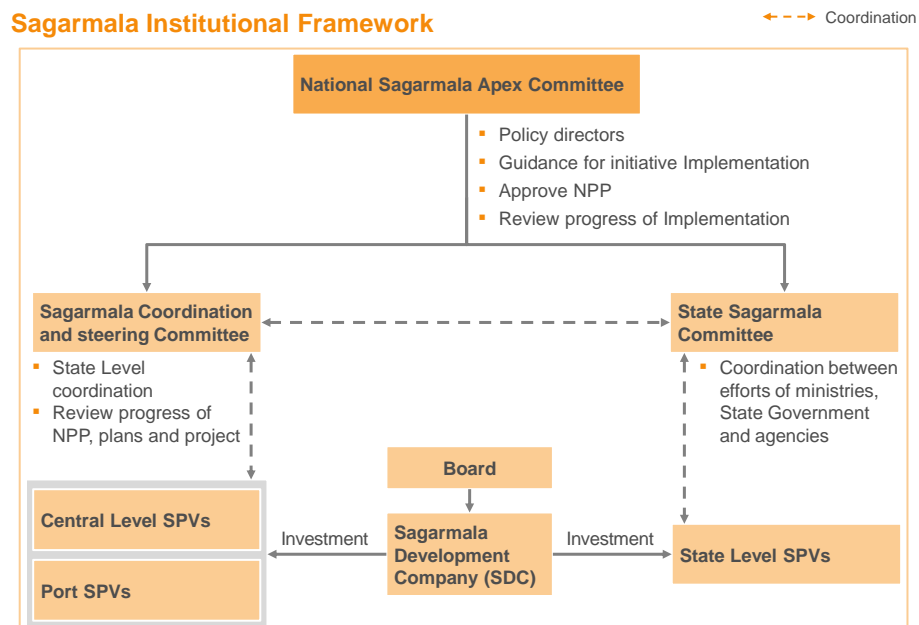 Sagarmala Institutional Framework
Coordination
National Sagarmala Apex Committee
Policy directors
Guidance for initiative Implementation
Approve NPP
Review progress of Implementation
Sagarmala Coordination
and steering Committee
State Sagarmala
Committee
State Level
coordination
Review progress of
NPP, plans and project
Coordination between
efforts of ministries,
State Government
and agencies
Board
Central Level SPVs
Port SPVs
Investment
Sagarmala
Development
Company (SDC)
Investment
State Level SPVs